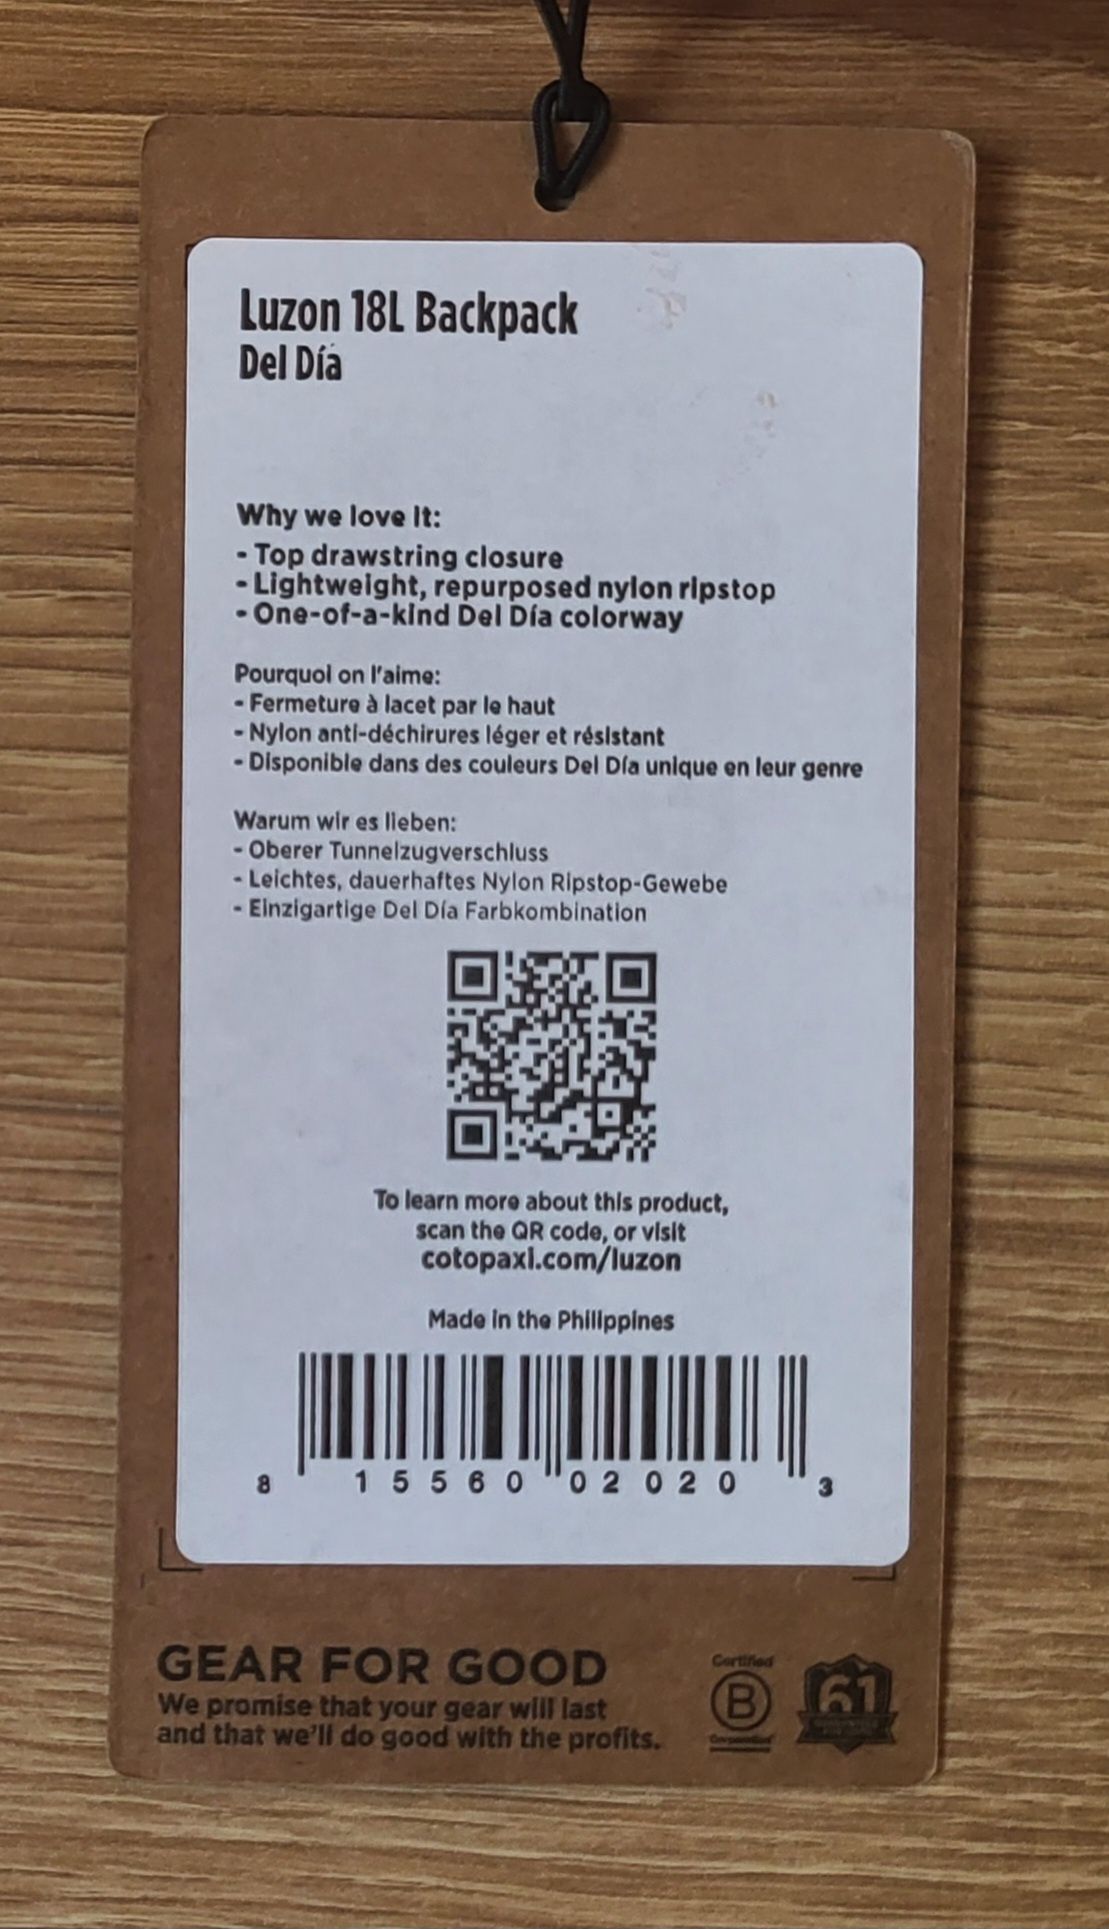 Luzon 18L Backpack
Del Día
Why we love it:
- Top drawstring closure
- Lightweight, repurposed nylon ripstop
- One-of-a-kind Del Día colorway
Pourquoi on l'aime:
- Fermeture à lacet par le haut
- Nylon anti-déchirures léger et résistant
- Disponible dans des couleurs Del Día unique en leur genre
Warum wir es lieben:
- Oberer Tunnelzugverschluss
- Leichtes, dauerhaftes Nylon Ripstop-Gewebe
- Einzigartige Del Día Farbkombination
To learn more about this product,
scan the QR code, or visit
cotopaxi.com/luzon
Made in the Philippines
8 15560 02020 3
GEAR FOR GOOD
We promise that your gear will last
and that we'll do good with the profits.
Certified
B
Corporation
61